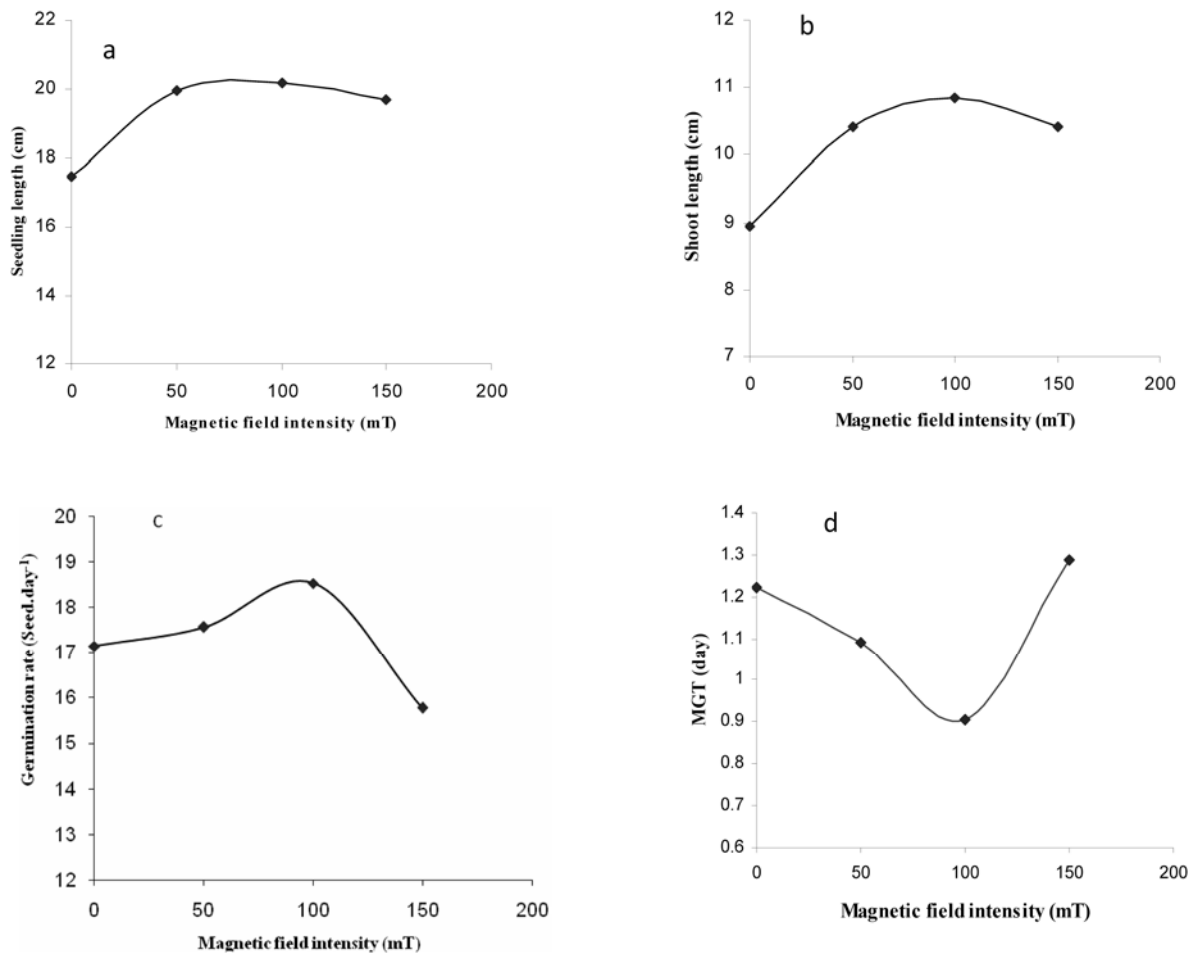 a
22
20
18
16
14
12
Seedling length (cm)
0 50 100 150 200
Magnetic field intensity (mT)
b
12
11
10
9
8
7
Shoot length (cm)
0 50 100 150 200
Magnetic field intensity (mT)
c
20
19
18
17
16
15
14
13
12
Germination rate (Seed.day-1)
0 50 100 150 200
Magnetic field intensity (mT)
d
1.4
1.3
1.2
1.1
1
0.9
0.8
0.7
0.6
MGT (day)
0 50 100 150 200
Magnetic field intensity (mT)